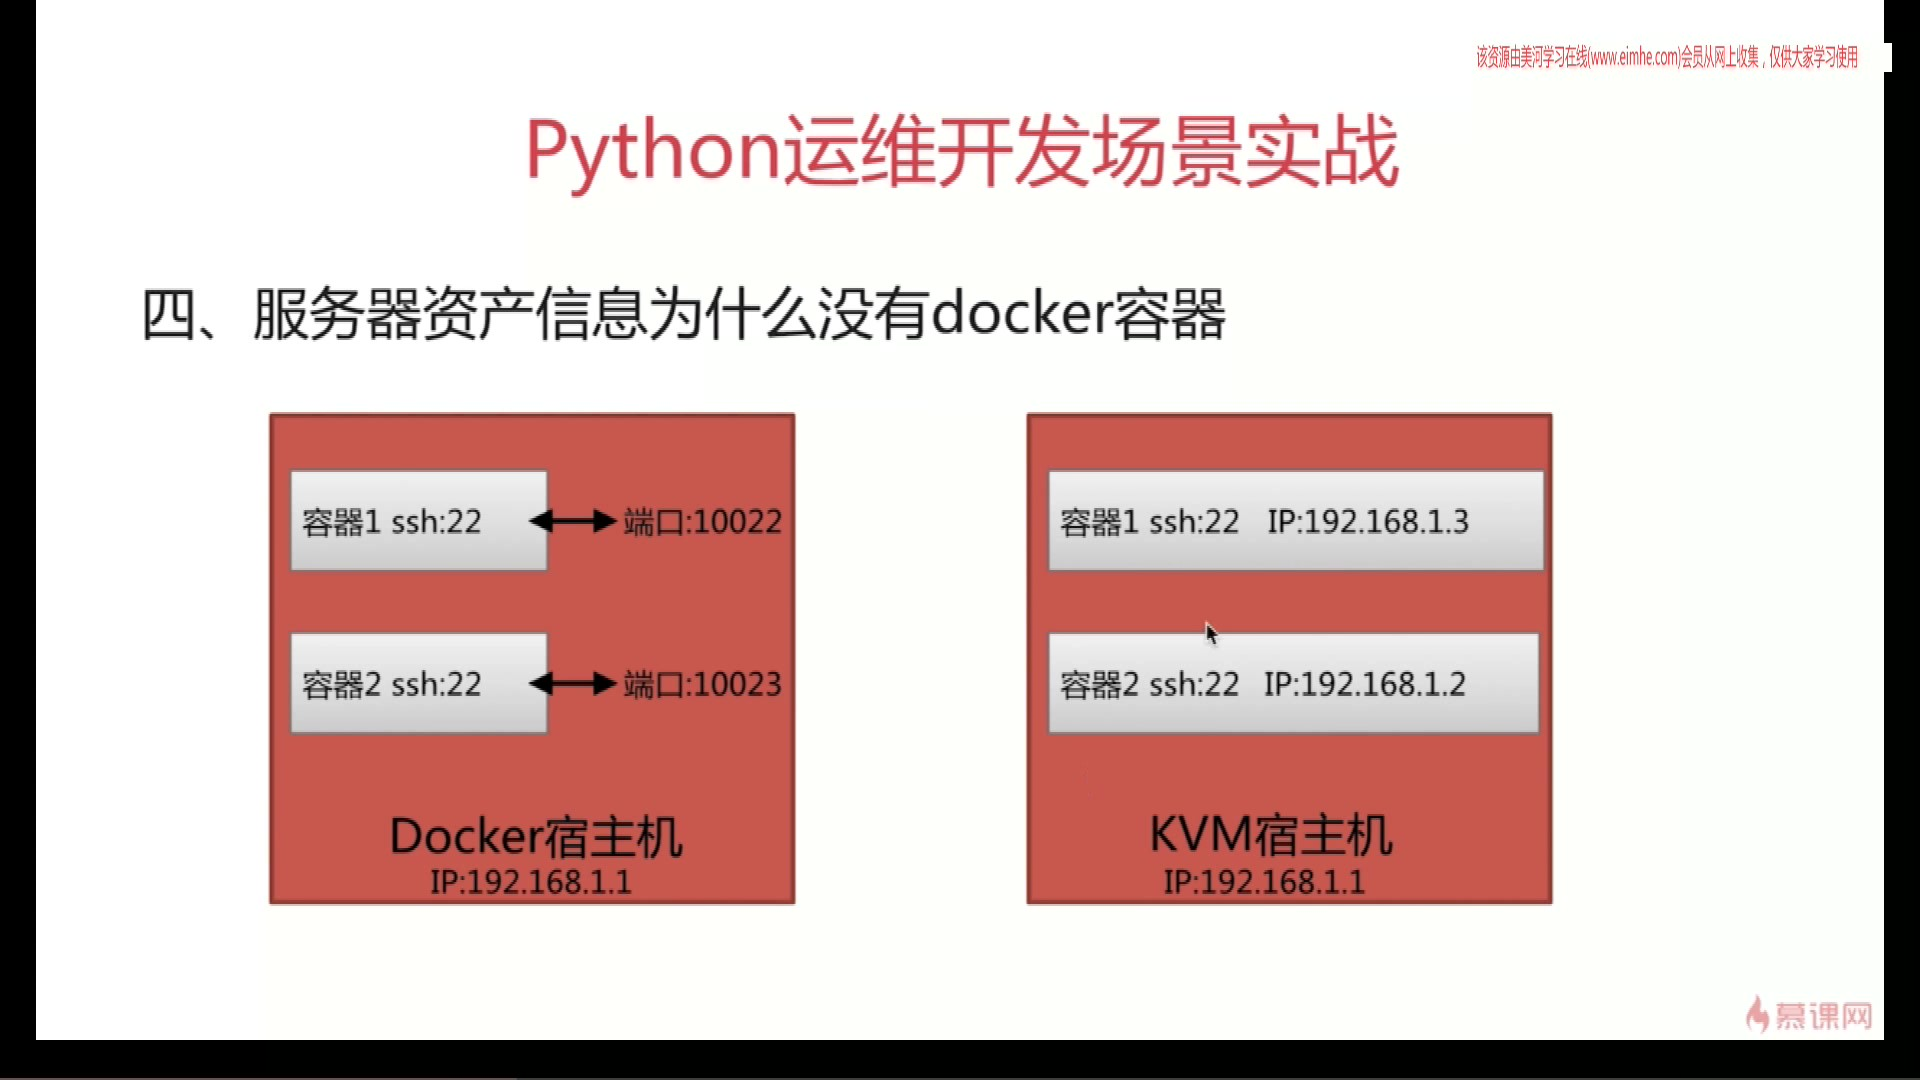 该资源由美河学习在线(www.eimhe.com)会员从网上收集，仅供大家学习使用
Python运维开发场景实战
四、服务器资产信息为什么没有docker容器
容器1 ssh:22
端口:10022
容器2 ssh:22
端口:10023
Docker宿主机
IP:192.168.1.1
容器1 ssh:22 IP:192.168.1.3
容器2 ssh:22 IP:192.168.1.2
KVM宿主机
IP:192.168.1.1
慕课网